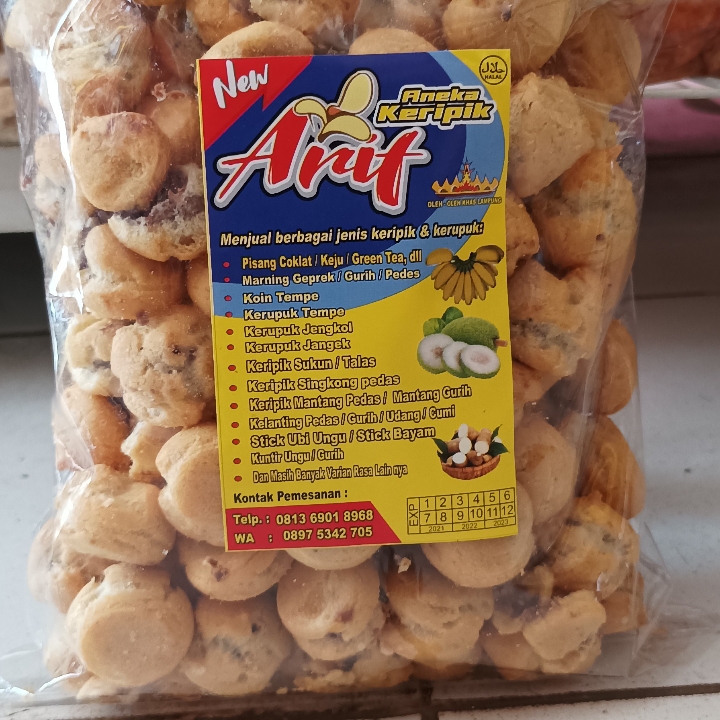 New
حلال
HALAL
Aneka
Keripik
Arit
OLEH - OLEH KHAS LAMPUNG
Menjual berbagai jenis keripik & kerupuk:
• Pisang Coklat / Keju / Green Tea, dll
• Marning Geprek / Gurih / Pedes
• Koin Tempe
• Kerupuk Tempe
• Kerupuk Jengkol
• Kerupuk Jangek
• Keripik Sukun / Talas
• Keripik Singkong pedas
• Keripik Mantang Pedas / Mantang Gurih
• Kelanting Pedas / Gurih / Udang / Cumi
• Stick Ubi Ungu / Stick Bayam
• Kuntir Ungu / Gurih
• Dan Masih Banyak Varian Rasa Lain nya
Kontak Pemesanan :
Telp. : 0813 6901 8968
WA : 0897 5342 705
EXP
1 2 3 4 5 6
7 8 9 10 11 12
2021 2022 2023